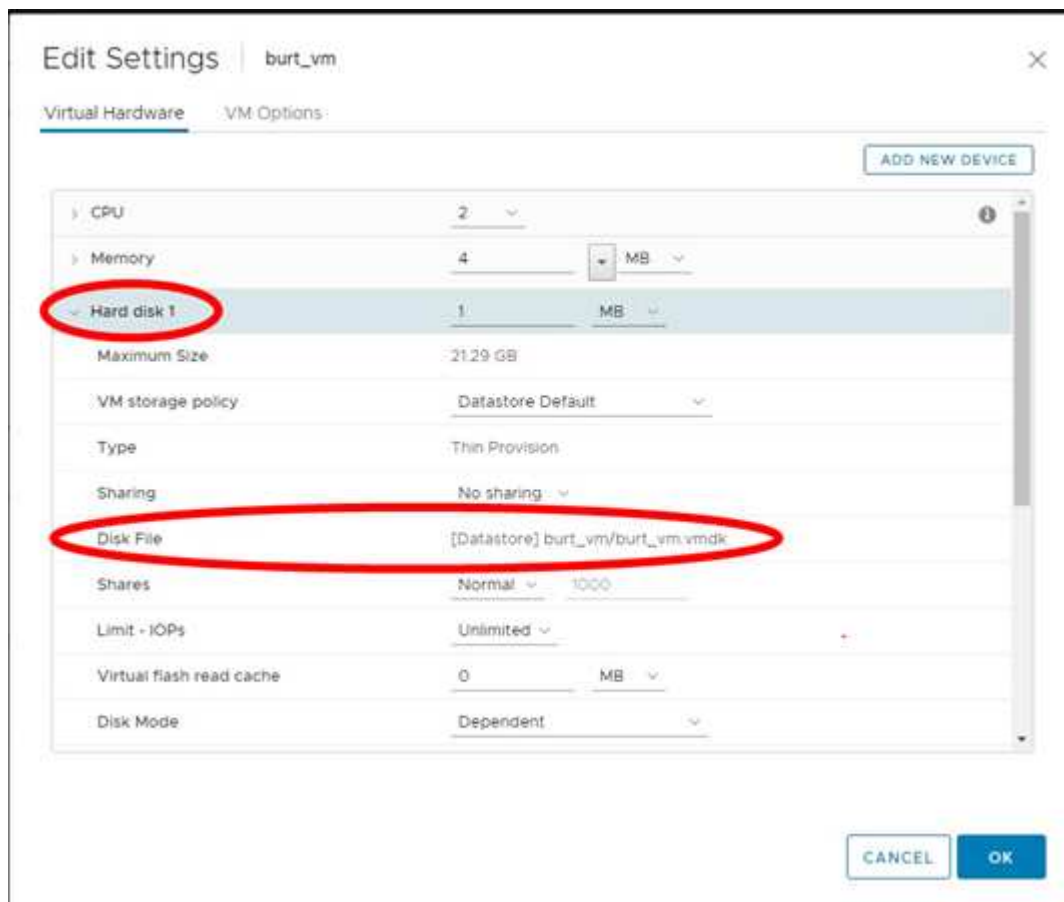 Edit Settings burt_vm
Virtual Hardware VM Options
ADD NEW DEVICE
CPU 2
Memory 4 MB
Hard disk 1 1 MB
Maximum Size 21.29 GB
VM storage policy Datastore Default
Type Thin Provision
Sharing No sharing
Disk File [Datastore] burt_vm/burt_vm.vmdk
Shares Normal 1000
Limit - IOPs Unlimited
Virtual flash read cache 0 MB
Disk Mode Dependent
CANCEL OK